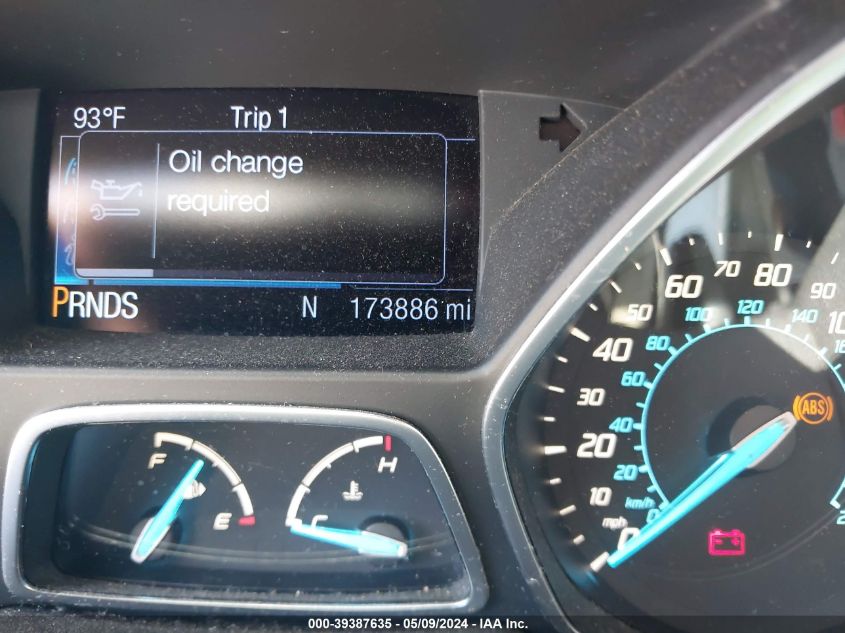 93°F Trip 1
Oil change
required
PRNDS N 173886 mi
F E
C H
mph 0 10 20 30 40 50 60 70 80 90
km/h 0 20 40 60 80 100 120 140
ABS
000-39387635 - 05/09/2024 - IAA Inc.